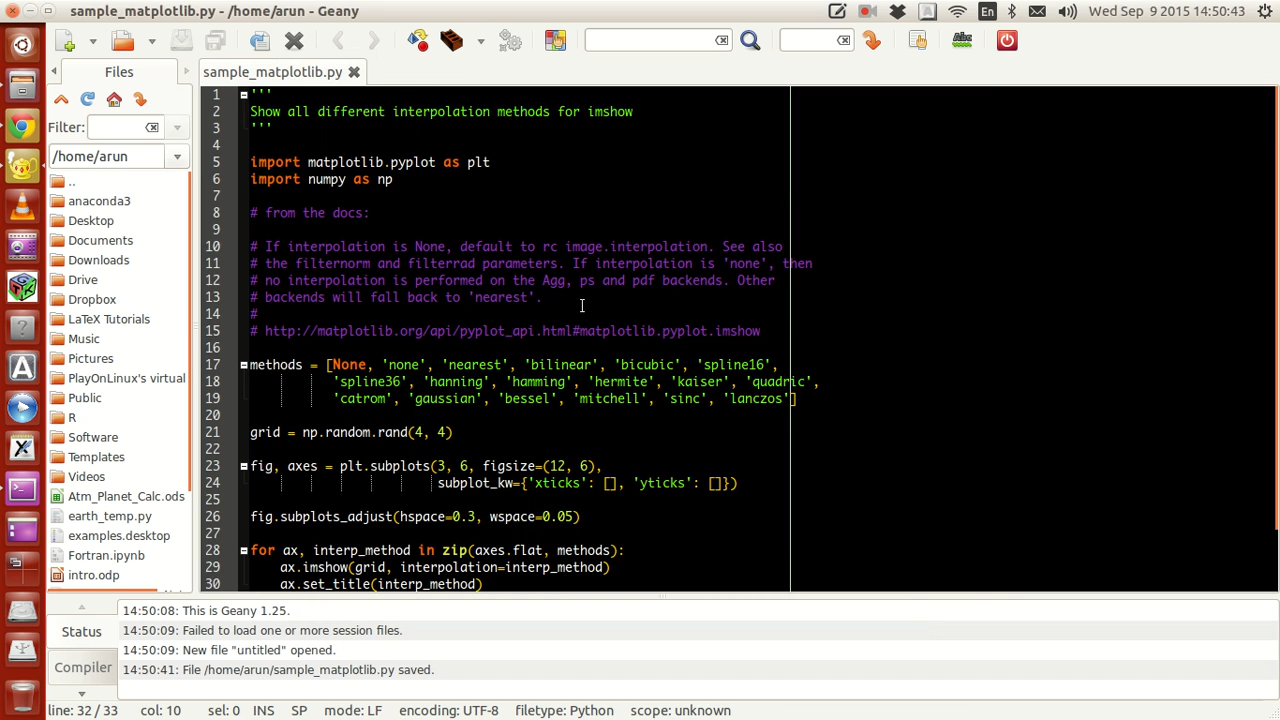 sample_matplotlib.py - /home/arun - Geany
En
Wed Sep 9 2015 14:50:43
Abc
Files
sample_matplotlib.py
Filter:
/home/arun
..
anaconda3
Desktop
Documents
Downloads
Drive
Dropbox
LaTeX Tutorials
Music
Pictures
PlayOnLinux's virtual
Public
R
Software
Templates
Videos
Atm_Planet_Calc.ods
earth_temp.py
examples.desktop
Fortran.ipynb
intro.odp
1 '''
2 Show all different interpolation methods for imshow
3 '''
4
5 import matplotlib.pyplot as plt
6 import numpy as np
7
8 # from the docs:
9
10 # If interpolation is None, default to rc image.interpolation. See also
11 # the filternorm and filterrad parameters. If interpolation is 'none', then
12 # no interpolation is performed on the Agg, ps and pdf backends. Other
13 # backends will fall back to 'nearest'.
14 #
15 # http://matplotlib.org/api/pyplot_api.html#matplotlib.pyplot.imshow
16
17 methods = [None, 'none', 'nearest', 'bilinear', 'bicubic', 'spline16',
18 'spline36', 'hanning', 'hamming', 'hermite', 'kaiser', 'quadric',
19 'catrom', 'gaussian', 'bessel', 'mitchell', 'sinc', 'lanczos']
20
21 grid = np.random.rand(4, 4)
22
23 fig, axes = plt.subplots(3, 6, figsize=(12, 6),
24 subplot_kw={'xticks': [], 'yticks': []})
25
26 fig.subplots_adjust(hspace=0.3, wspace=0.05)
27
28 for ax, interp_method in zip(axes.flat, methods):
29 ax.imshow(grid, interpolation=interp_method)
30 ax.set_title(interp_method)
Status
Compiler
14:50:08: This is Geany 1.25.
14:50:09: Failed to load one or more session files.
14:50:09: New file "untitled" opened.
14:50:41: File /home/arun/sample_matplotlib.py saved.
line: 32 / 33 col: 10 sel: 0 INS SP mode: LF encoding: UTF-8 filetype: Python scope: unknown